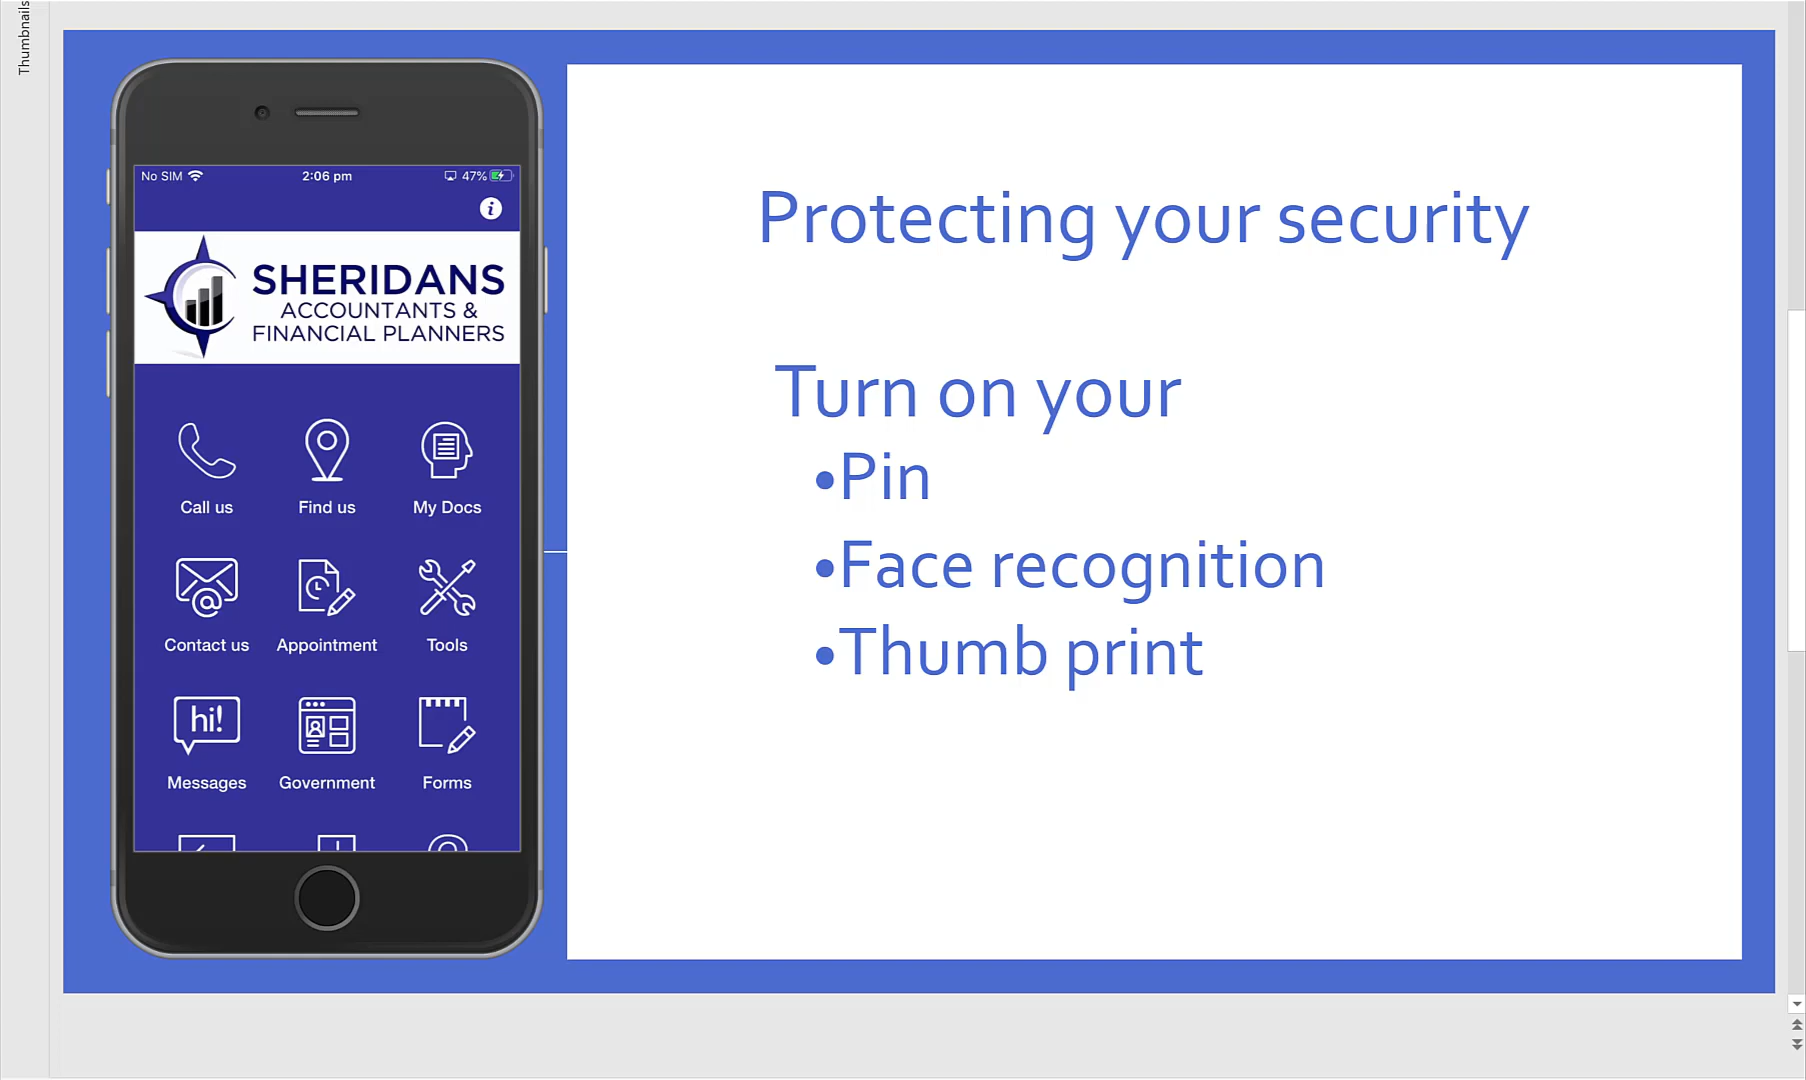 Thumbnails
No SIM
2:06 pm
47%
i
SHERIDANS
ACCOUNTANTS &
FINANCIAL PLANNERS
Call us
Find us
My Docs
@
Contact us
Appointment
Tools
hi!
Messages
Government
Forms
Protecting your security
Turn on your
•Pin
•Face recognition
•Thumb print